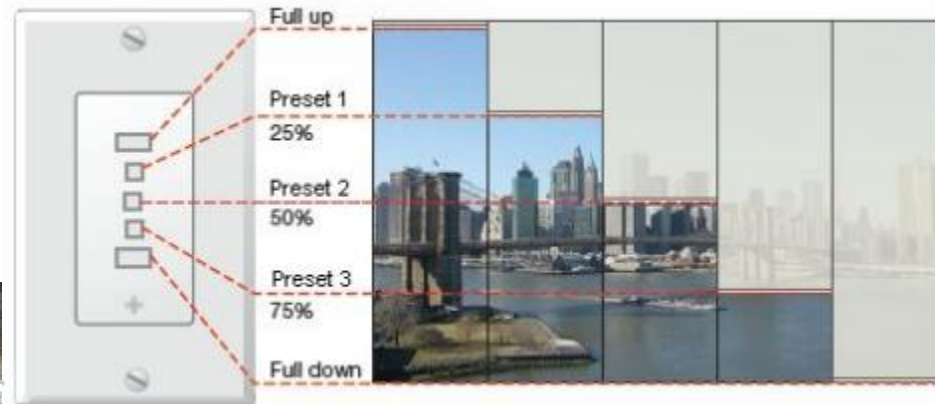 Full up
Preset 1
25%
Preset 2
50%
Preset 3
75%
Full down